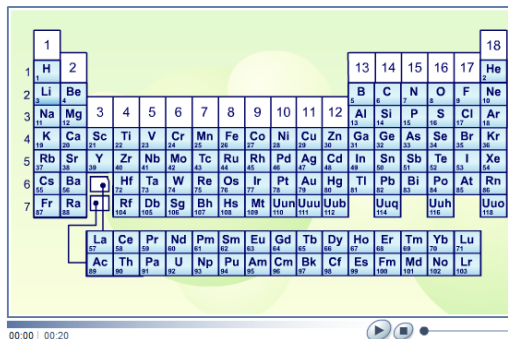 1 18
1 H 2 13 14 15 16 17 He
1 2
2 Li Be B C N O F Ne
3 4 5 6 7 8 9 10
3 Na Mg 3 4 5 6 7 8 9 10 11 12 Al Si P S Cl Ar
11 12 13 14 15 16 17 18
4 K Ca Sc Ti V Cr Mn Fe Co Ni Cu Zn Ga Ge As Se Br Kr
19 20 21 22 23 24 25 26 27 28 29 30 31 32 33 34 35 36
5 Rb Sr Y Zr Nb Mo Tc Ru Rh Pd Ag Cd In Sn Sb Te I Xe
37 38 39 40 41 42 43 44 45 46 47 48 49 50 51 52 53 54
6 Cs Ba Hf Ta W Re Os Ir Pt Au Hg Tl Pb Bi Po At Rn
55 56 72 73 74 75 76 77 78 79 80 81 82 83 84 85 86
7 Fr Ra Rf Db Sg Bh Hs Mt Uun Uuu Uub Uuq Uuh Uuo
87 88 104 105 106 107 108 109 110 111 112 114 116 118
La Ce Pr Nd Pm Sm Eu Gd Tb Dy Ho Er Tm Yb Lu
57 58 59 60 61 62 63 64 65 66 67 68 69 70 71
Ac Th Pa U Np Pu Am Cm Bk Cf Es Fm Md No Lr
89 90 91 92 93 94 95 96 97 98 99 100 101 102 103
00:00 | 00:20